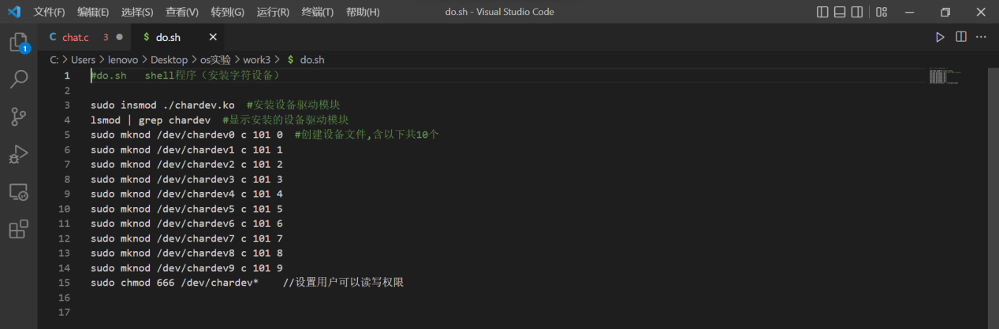 文件(F) 编辑(E) 选择(S) 查看(V) 转到(G) 运行(R) 终端(T) 帮助(H) do.sh - Visual Studio Code
C chat.c 3 $ do.sh
1
C: > Users > lenovo > Desktop > os实验 > work3 > $ do.sh
1 #do.sh   shell程序（安装字符设备）
2
3 sudo insmod ./chardev.ko  #安装设备驱动模块
4 lsmod | grep chardev  #显示安装的设备驱动模块
5 sudo mknod /dev/chardev0 c 101 0  #创建设备文件,含以下共10个
6 sudo mknod /dev/chardev1 c 101 1
7 sudo mknod /dev/chardev2 c 101 2
8 sudo mknod /dev/chardev3 c 101 3
9 sudo mknod /dev/chardev4 c 101 4
10 sudo mknod /dev/chardev5 c 101 5
11 sudo mknod /dev/chardev6 c 101 6
12 sudo mknod /dev/chardev7 c 101 7
13 sudo mknod /dev/chardev8 c 101 8
14 sudo mknod /dev/chardev9 c 101 9
15 sudo chmod 666 /dev/chardev*    //设置用户可以读写权限
16
17